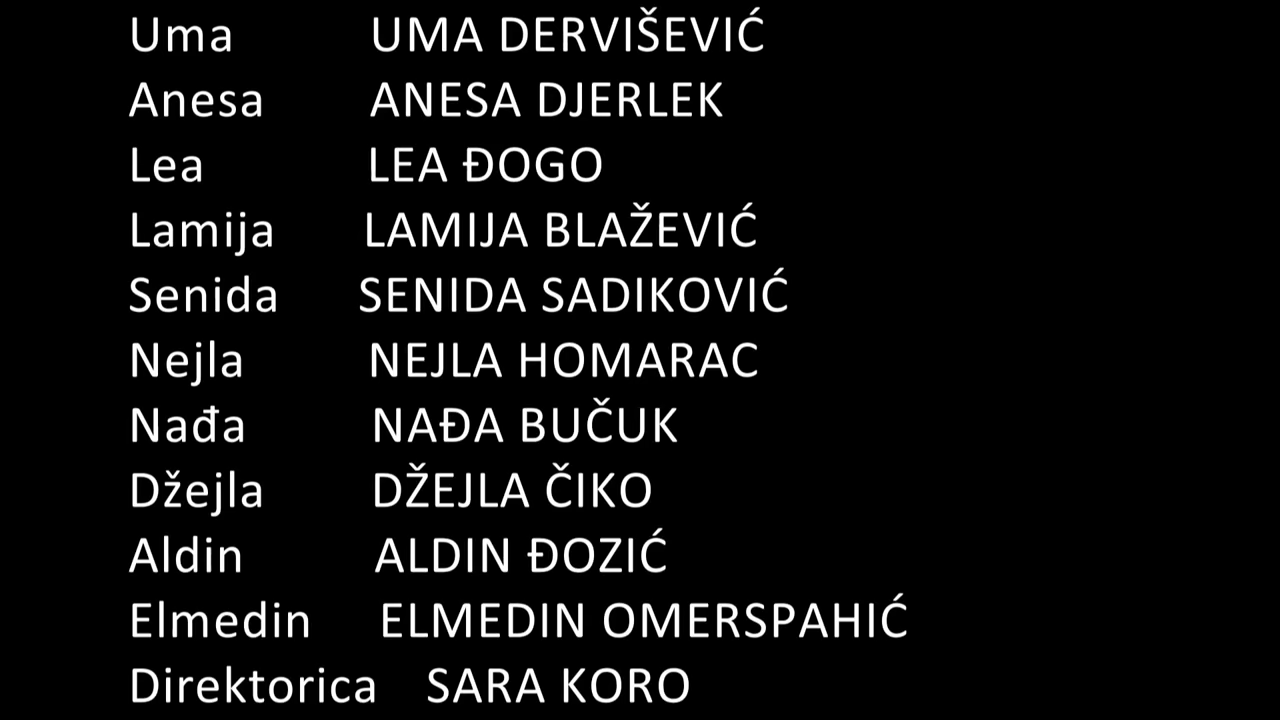 Uma UMA DERVIŠEVIĆ
Anesa ANESA DJERLEK
Lea LEA ĐOGO
Lamija LAMIJA BLAŽEVIĆ
Senida SENIDA SADIKOVIĆ
Nejla NEJLA HOMARAC
Nađa NAĐA BUČUK
Džejla DŽEJLA ČIKO
Aldin ALDIN ĐOZIĆ
Elmedin ELMEDIN OMERSPAHIĆ
Direktorica SARA KORO